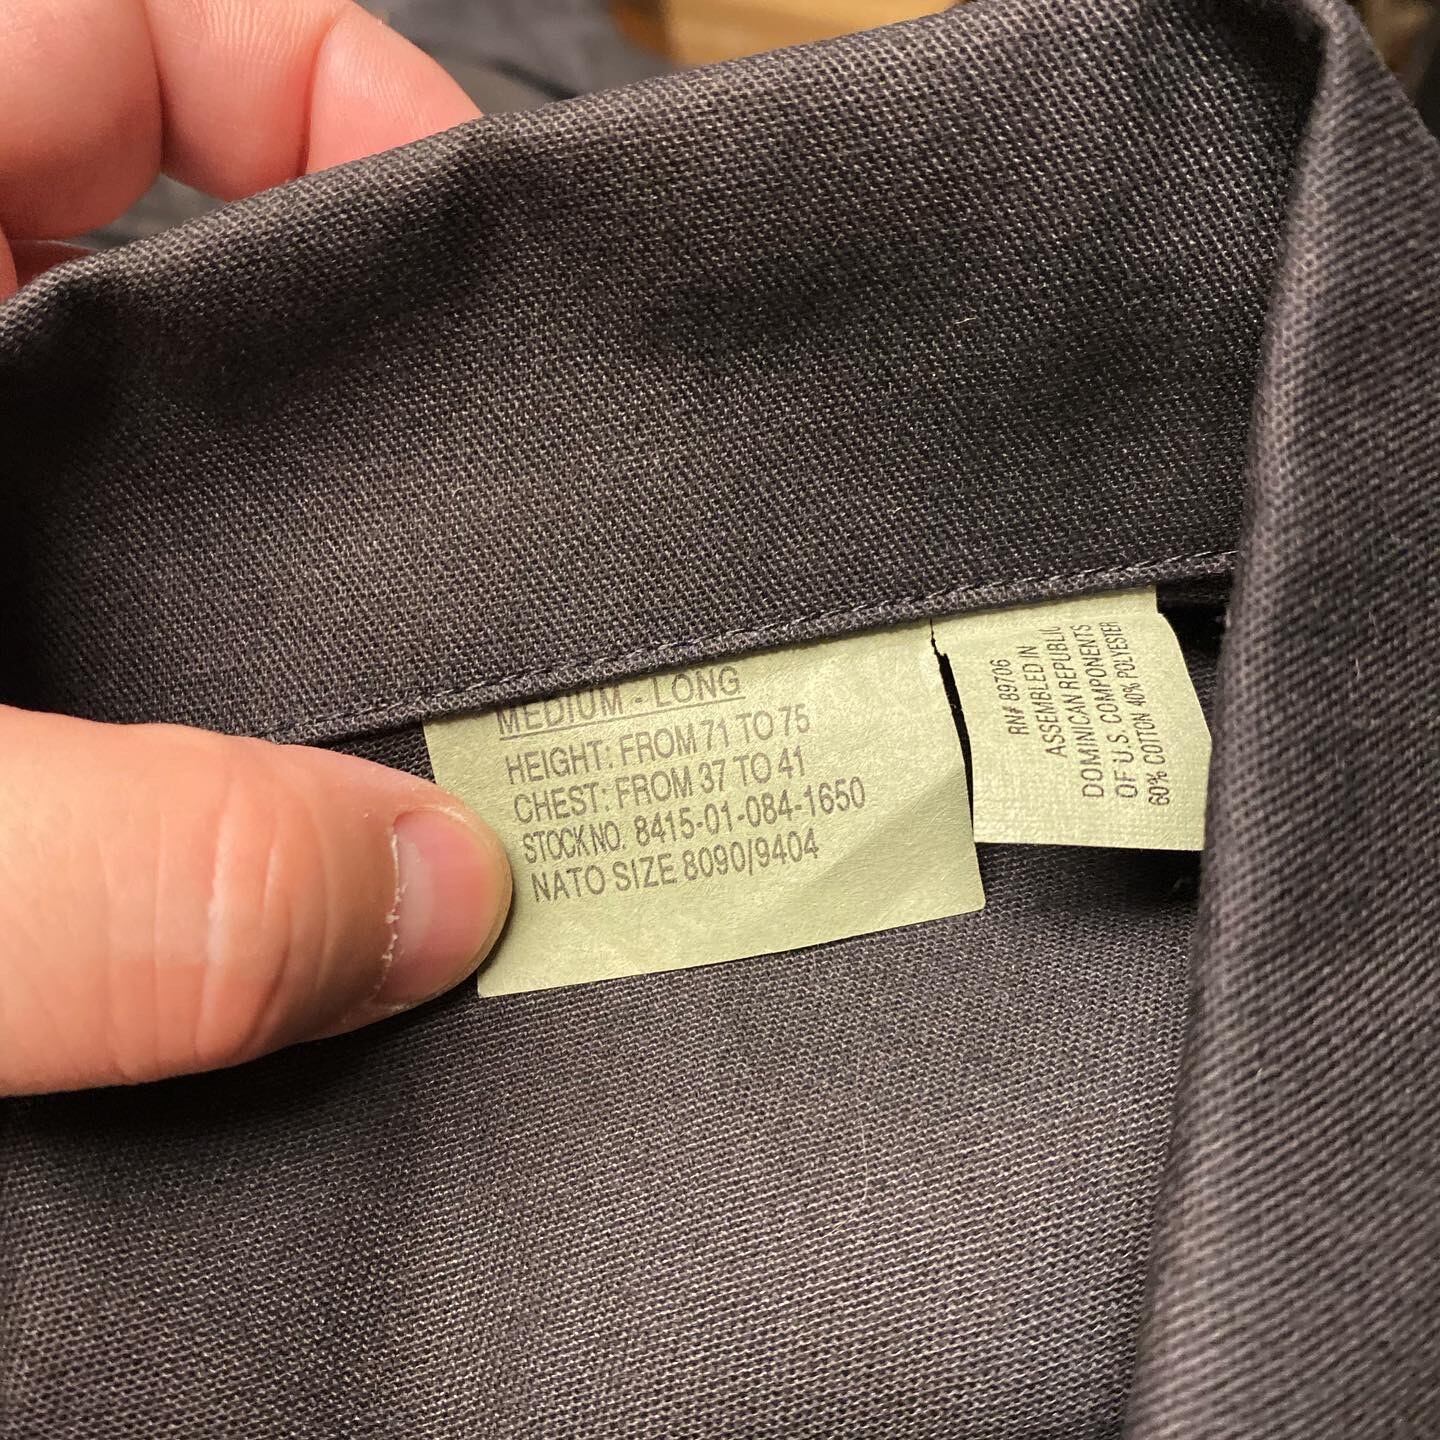 MEDIUM - LONG
HEIGHT: FROM 71 TO 75
CHEST: FROM 37 TO 41
STOCK NO. 8415-01-084-1650
NATO SIZE 8090/9404
RN# 89706
ASSEMBLED IN
DOMINICAN REPUBLIC
OF U.S. COMPONENTS
60% COTTON 40% POLYESTER